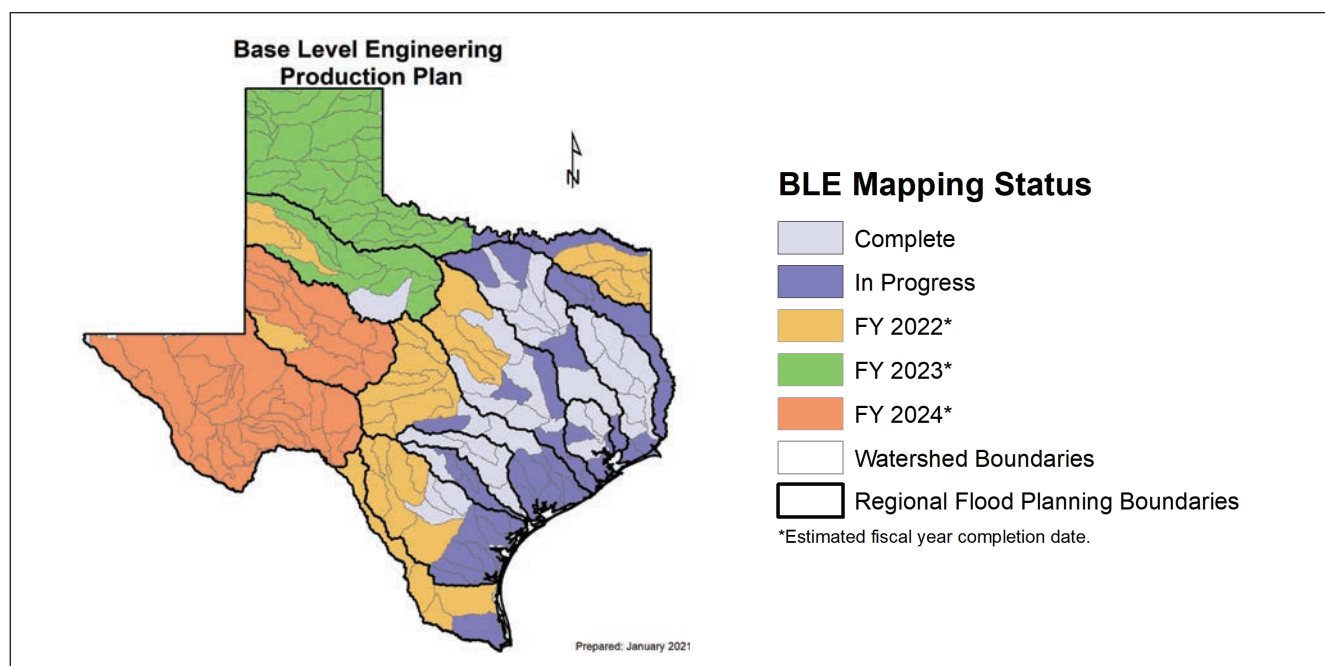 Base Level Engineering
Production Plan
N
BLE Mapping Status
Complete
In Progress
FY 2022*
FY 2023*
FY 2024*
Watershed Boundaries
Regional Flood Planning Boundaries
*Estimated fiscal year completion date.
Prepared: January 2021